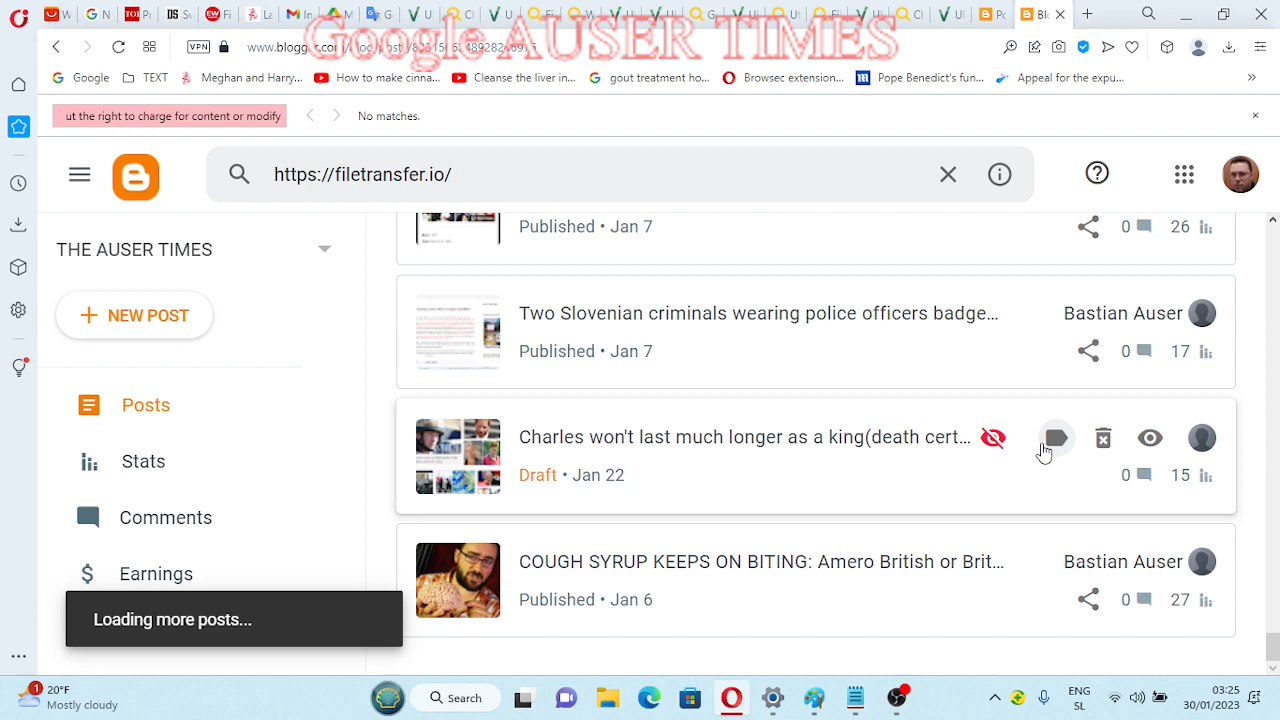 Google AUSER TIMES
VPN
www.blogg
Google
TEXT
Meghan and Harry...
How to make cinna...
Cleanse the liver in...
gout treatment ho...
Browsec extension...
Pope Benedict's fun...
Appeal for the expu...
ut the right to charge for content or modify
No matches.
https://filetransfer.io/
THE AUSER TIMES
NEW POST
Posts
Stats
Comments
Earnings
Loading more posts...
Published • Jan 7
0 26
Two Slovenian criminals wearing police officers badge...
Bastian Auser
Published • Jan 7
0 17
Charles won't last much longer as a king(death cert...
Draft • Jan 22
0 15
COUGH SYRUP KEEPS ON BITING: Amero British or Brit...
Bastian Auser
Published • Jan 6
0 27
1
20°F
Mostly cloudy
Search
ENG
SL
03:25
30/01/2023